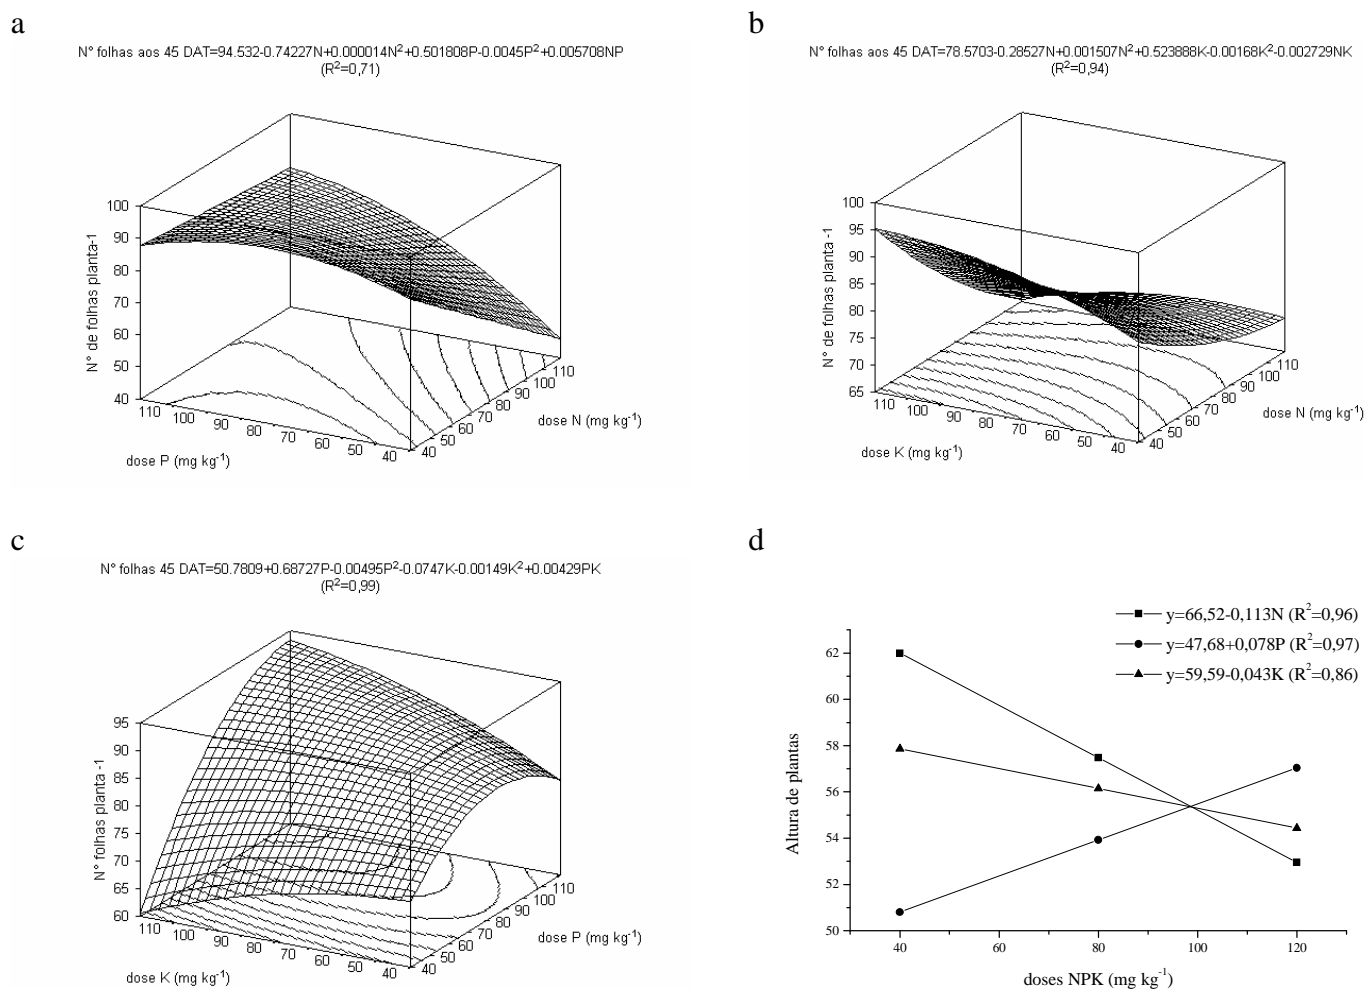 a
N° folhas aos 45 DAT=94.532-0.74227N+0.000014N²+0.501808P-0.0045P²+0.005708NP
(R²=0,71)
100
90
80
70
60
50
40
N° de folhas planta-1
110 100 90 80 70 60 50 40
dose P (mg kg⁻¹)
40 50 60 70 80 90 100 110
dose N (mg kg⁻¹)
b
N° folhas aos 45 DAT=78.5703-0.28527N+0.001507N²+0.523888K-0.00168K²-0.002729NK
(R²=0,94)
100
95
90
85
80
75
70
65
N° de folhas planta -1
110 100 90 80 70 60 50 40
dose K (mg kg⁻¹)
40 50 60 70 80 90 100 110
dose N (mg kg⁻¹)
c
N° folhas 45 DAT=50.7809+0.68727P-0.00495P²-0.0747K-0.00149K²+0.00429PK
(R²=0,99)
95
90
85
80
75
70
65
60
N° folhas planta -1
110 100 90 80 70 60 50 40
dose K (mg kg⁻¹)
40 50 60 70 80 90 100 110
dose P (mg kg⁻¹)
d
y=66,52-0,113N (R²=0,96)
y=47,68+0,078P (R²=0,97)
y=59,59-0,043K (R²=0,86)
62
60
58
56
54
52
50
Altura de plantas
40 60 80 100 120
doses NPK (mg kg⁻¹)